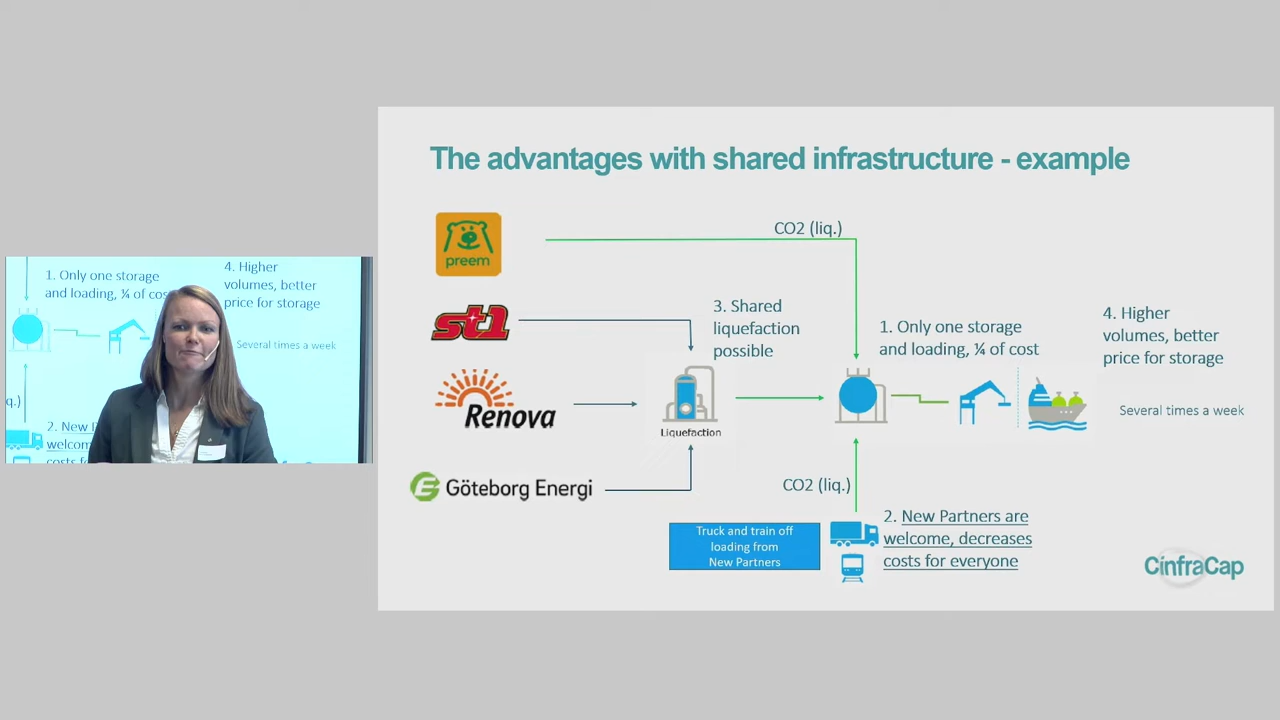 The advantages with shared infrastructure - example
preem
CO2 (liq.)
st1
3. Shared
liquefaction
possible
1. Only one storage
and loading, ¼ of cost
4. Higher
volumes, better
price for storage
Several times a week
Renova
Liquefaction
Göteborg Energi
CO2 (liq.)
Truck and train off
loading from
New Partners
2. New Partners are
welcome, decreases
costs for everyone
CinfraCap
1. Only one storage
and loading, ¼ of cos
4. Higher
volumes, better
price for storage
Several times a week
q.)
2. New
welcom
costs fo